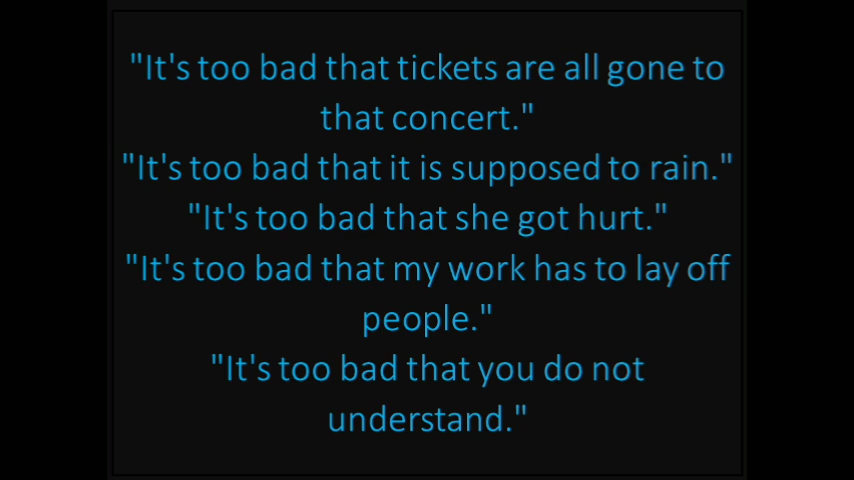 "It's too bad that tickets are all gone to
that concert."
"It's too bad that it is supposed to rain."
"It's too bad that she got hurt."
"It's too bad that my work has to lay off
people."
"It's too bad that you do not
understand."